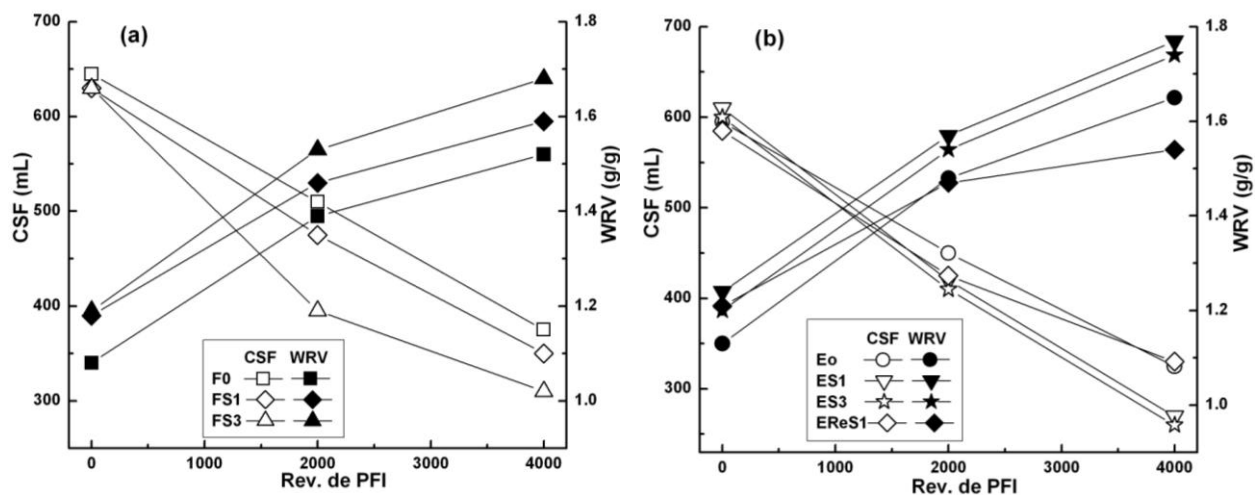 (a)
700
600
500
400
300
CSF (mL)
1.8
1.6
1.4
1.2
1.0
WRV (g/g)
0 1000 2000 3000 4000
Rev. de PFI
CSF WRV
F0
FS1
FS3
(b)
700
600
500
400
300
CSF (mL)
1.8
1.6
1.4
1.2
1.0
WRV (g/g)
0 1000 2000 3000 4000
Rev. de PFI
CSF WRV
Eo
ES1
ES3
EReS1